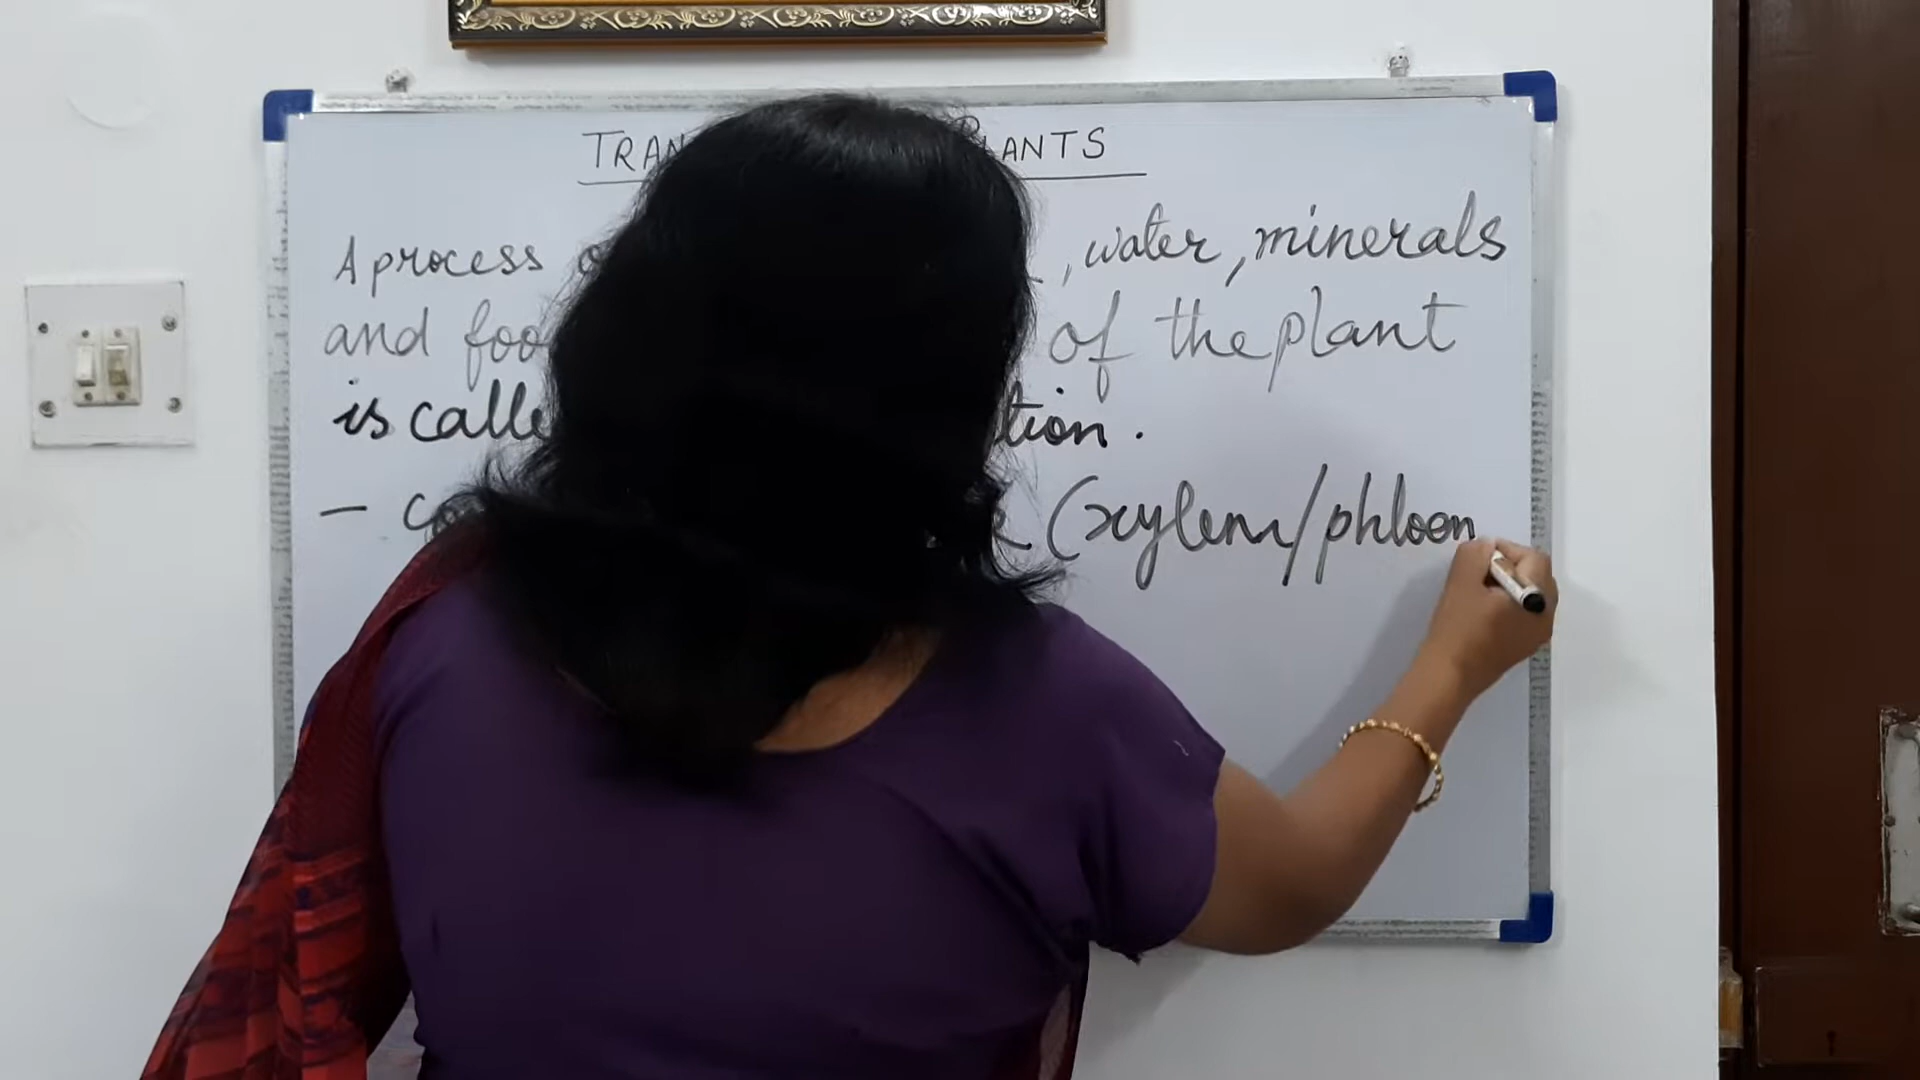 TRAN LANTS
A process , water, minerals
and foo of the plant
is calle tion.
- (xylem/phloem